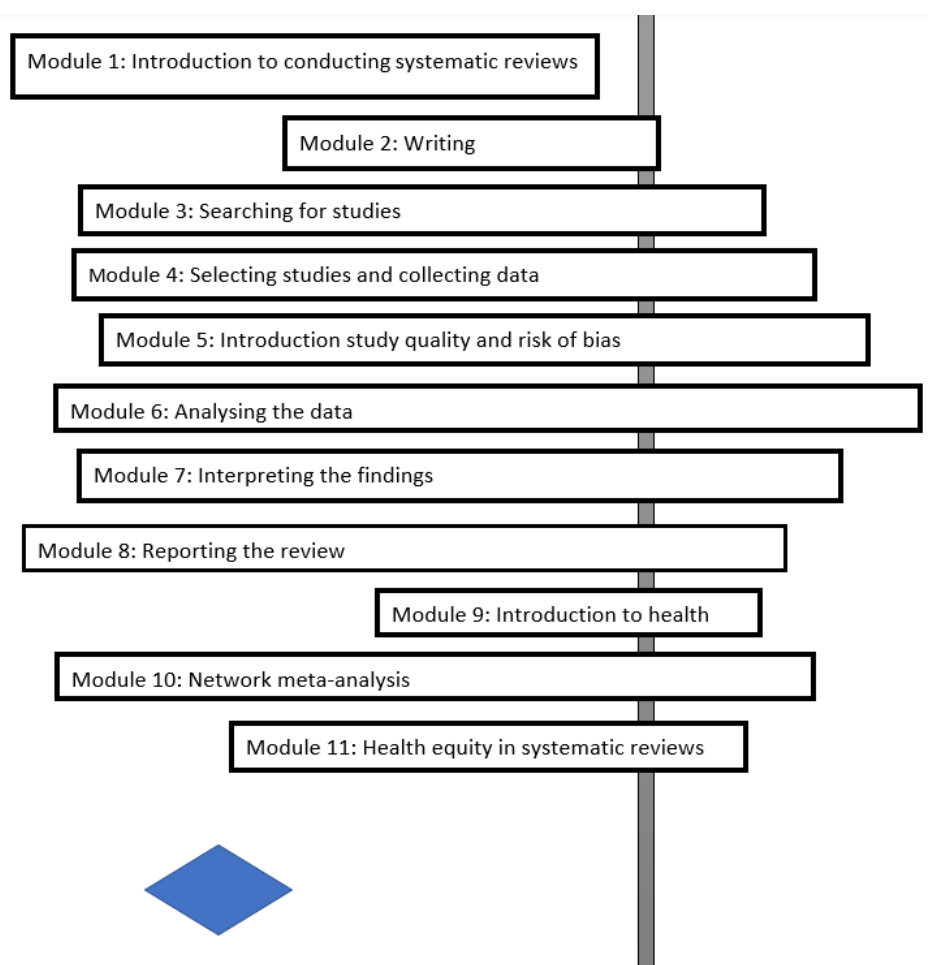 Module 1: Introduction to conducting systematic reviews
Module 2: Writing
Module 3: Searching for studies
Module 4: Selecting studies and collecting data
Module 5: Introduction study quality and risk of bias
Module 6: Analysing the data
Module 7: Interpreting the findings
Module 8: Reporting the review
Module 9: Introduction to health
Module 10: Network meta-analysis
Module 11: Health equity in systematic reviews